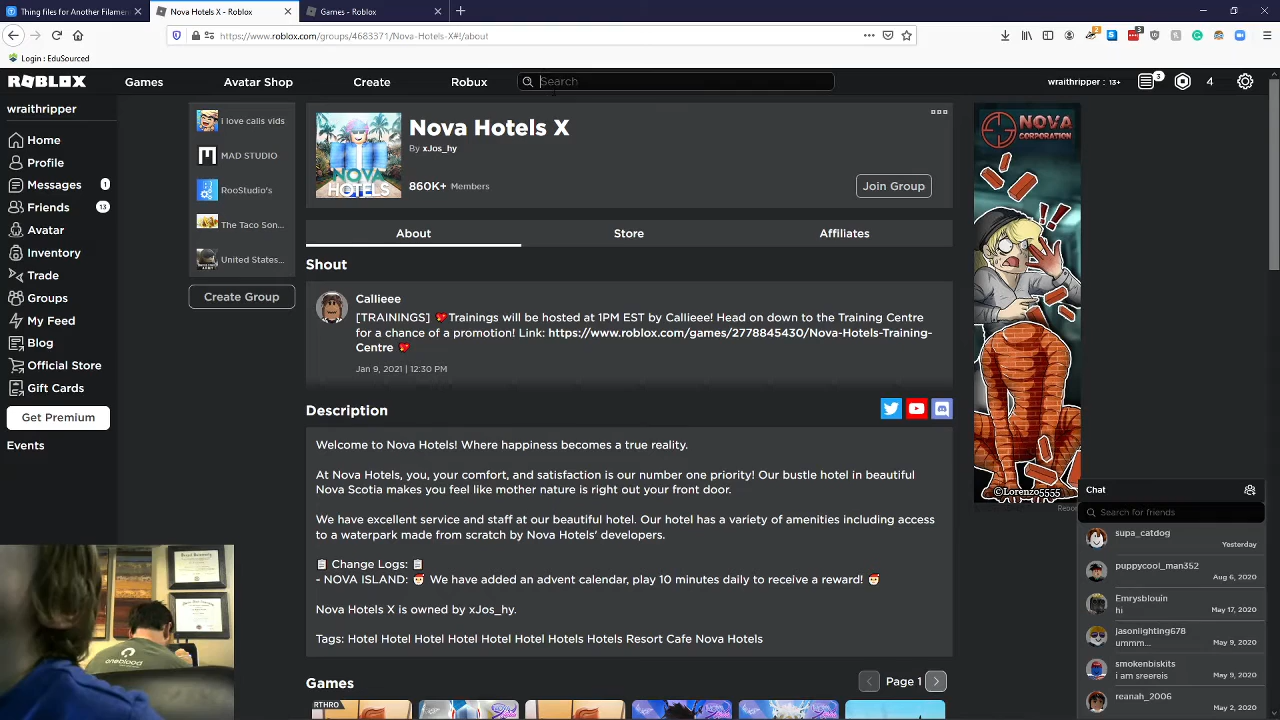 Thing files for Another Filamer
Nova Hotels X - Roblox
Games - Roblox
https://www.roblox.com/groups/4683371/Nova-Hotels-X#!/about
Login : EduSourced
ROBLOX
Games
Avatar Shop
Create
Robux
Search
wraithripper : 13+
3
4
wraithripper
Home
Profile
Messages 1
Friends 13
Avatar
Inventory
Trade
Groups
My Feed
Blog
Official Store
Gift Cards
Get Premium
Events
i love calls vids
MAD STUDIO
RooStudio's
The Taco Son...
United States...
Create Group
NOVA
HOTELS
Nova Hotels X
By xJos_hy
860K+ Members
Join Group
About
Store
Affiliates
Shout
Callieee
[TRAININGS] 💘Trainings will be hosted at 1PM EST by Callieee! Head on down to the Training Centre
for a chance of a promotion! Link: https://www.roblox.com/games/2778845430/Nova-Hotels-Training-
Centre 💘
Jan 9, 2021 | 12:30 PM
Description
Welcome to Nova Hotels! Where happiness becomes a true reality.
At Nova Hotels, you, your comfort, and satisfaction is our number one priority! Our bustle hotel in beautiful
Nova Scotia makes you feel like mother nature is right out your front door.
We have excellent service and staff at our beautiful hotel. Our hotel has a variety of amenities including access
to a waterpark made from scratch by Nova Hotels' developers.
📋 Change Logs: 📋
- NOVA ISLAND: 🎅 We have added an advent calendar, play 10 minutes daily to receive a reward! 🎅
Nova Hotels X is owned by xJos_hy.
Tags: Hotel Hotel Hotel Hotel Hotel Hotel Hotels Hotels Resort Cafe Nova Hotels
Games
Page 1
RTHRO
NOVA
CORPORATION
©Lorenzo5555
Repor
Chat
Search for friends
supa_catdog
Yesterday
puppycool_man352
Aug 6, 2020
Emrysblouin
hi
May 17, 2020
jasonlighting678
ummm...
May 9, 2020
smokenbiskits
i am sreereis
May 9, 2020
reanah_2006
May 2, 2020
oneblood